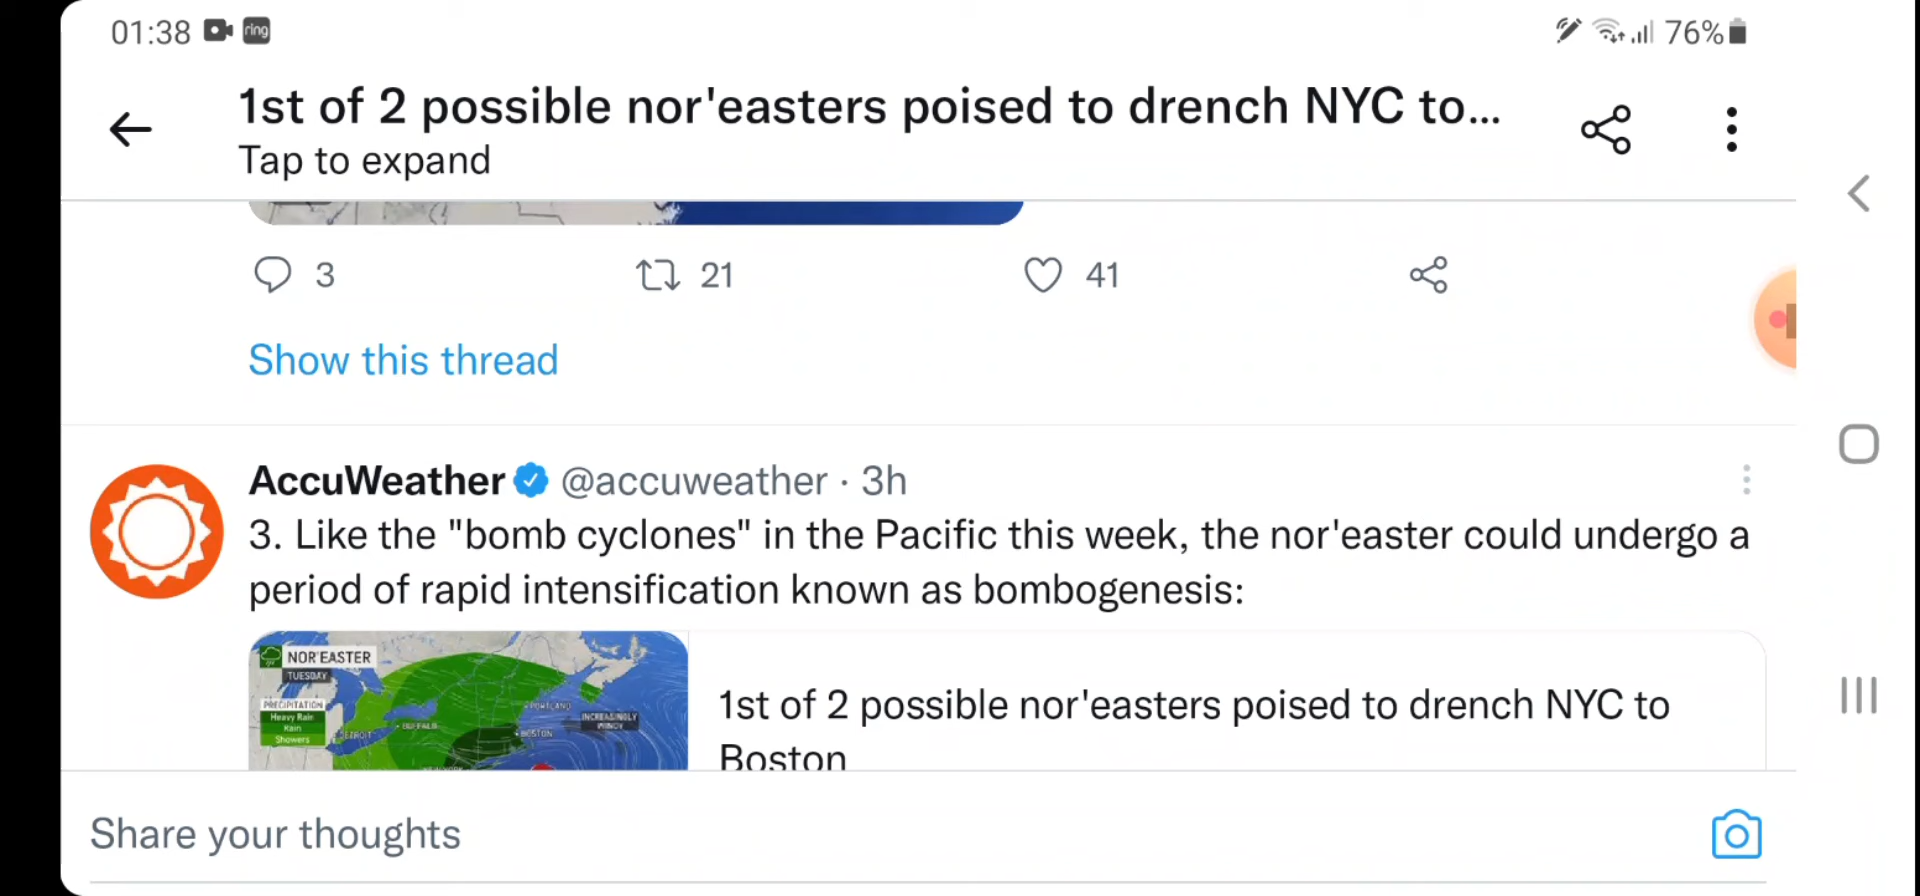 01:38 ring 76%
1st of 2 possible nor'easters poised to drench NYC to...
Tap to expand
3 21 41
Show this thread
AccuWeather @accuweather · 3h
3. Like the "bomb cyclones" in the Pacific this week, the nor'easter could undergo a
period of rapid intensification known as bombogenesis:
NOR'EASTER
TUESDAY
PRECIPITATION
Heavy Rain
Rain
Showers
PORTLAND
INCREASINGLY
WINDY
BUFFALO
DETROIT
BOSTON
1st of 2 possible nor'easters poised to drench NYC to
Boston
Share your thoughts